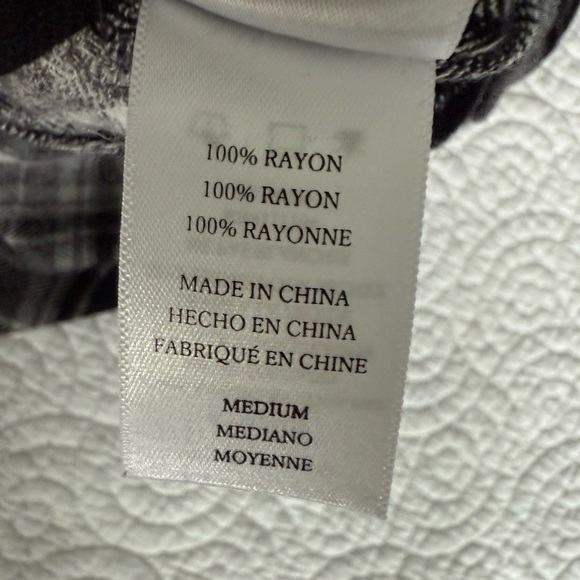 100% RAYON
100% RAYON
100% RAYONNE
MADE IN CHINA
HECHO EN CHINA
FABRIQUÉ EN CHINE
MEDIUM
MEDIANO
MOYENNE